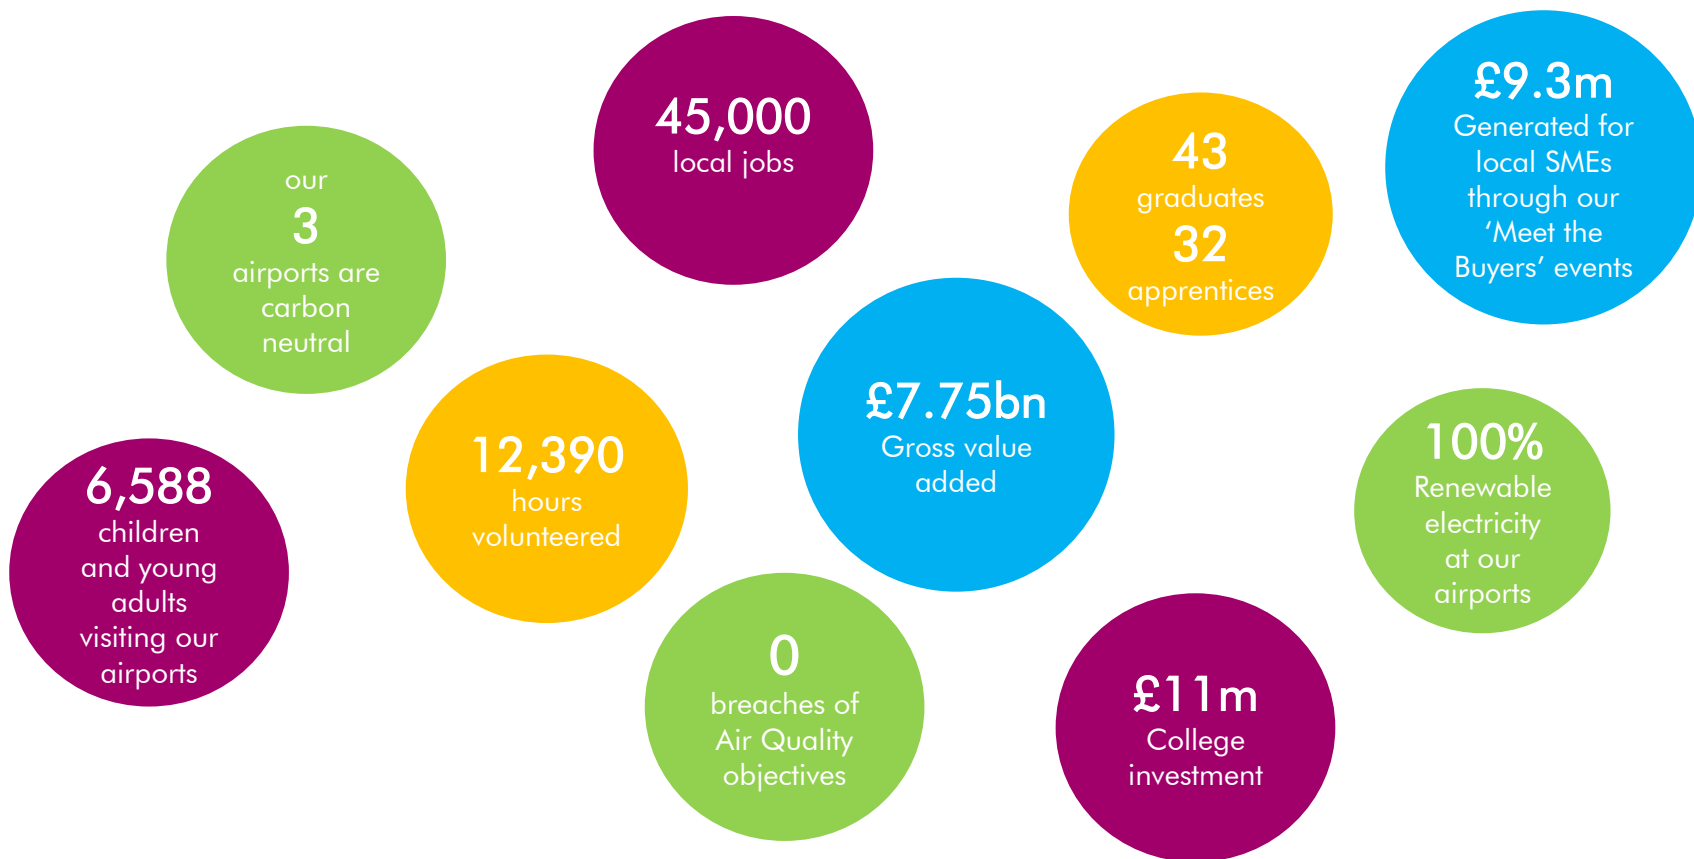 our
3
airports are
carbon
neutral
45,000
local jobs
43
graduates
32
apprentices
£9.3m
Generated for
local SMEs
through our
‘Meet the
Buyers’ events
6,588
children
and young
adults
visiting our
airports
12,390
hours
volunteered
£7.75bn
Gross value
added
100%
Renewable
electricity
at our
airports
0
breaches of
Air Quality
objectives
£11m
College
investment